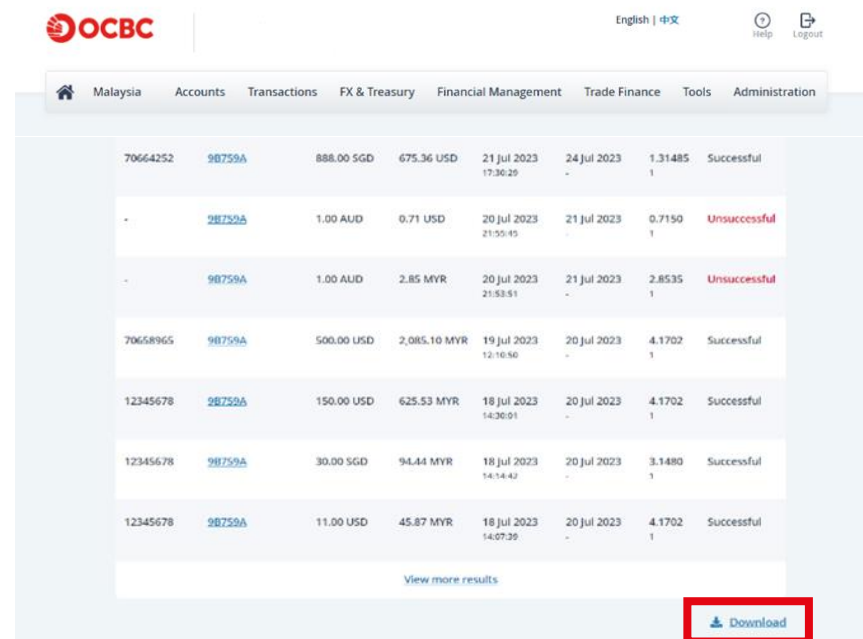 OCBC
English | 中文
Help
Logout
Malaysia Accounts Transactions FX & Treasury Financial Management Trade Finance Tools Administration
70664252 9B759A 888.00 SGD 675.36 USD 21 Jul 2023 24 Jul 2023 1.31485 Successful
17:30:29 - 1
- 9B759A 1.00 AUD 0.71 USD 20 Jul 2023 21 Jul 2023 0.7150 Unsuccessful
21:55:45 - 1
- 9B759A 1.00 AUD 2.85 MYR 20 Jul 2023 21 Jul 2023 2.8535 Unsuccessful
21:53:51 - 1
70658965 9B759A 500.00 USD 2,085.10 MYR 19 Jul 2023 20 Jul 2023 4.1702 Successful
12:10:50 - 1
12345678 9B759A 150.00 USD 625.53 MYR 18 Jul 2023 20 Jul 2023 4.1702 Successful
14:30:01 - 1
12345678 9B759A 30.00 SGD 94.44 MYR 18 Jul 2023 20 Jul 2023 3.1480 Successful
14:14:42 - 1
12345678 9B759A 11.00 USD 45.87 MYR 18 Jul 2023 20 Jul 2023 4.1702 Successful
14:07:39 - 1
View more results
Download